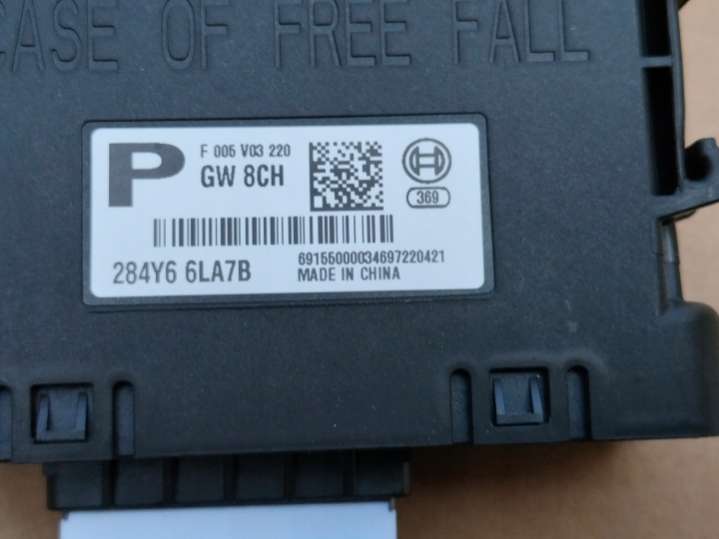 CASE OF FREE FALL
P
F 005 V03 220
GW 8CH
369
284Y6 6LA7B
69155000034697220421
MADE IN CHINA